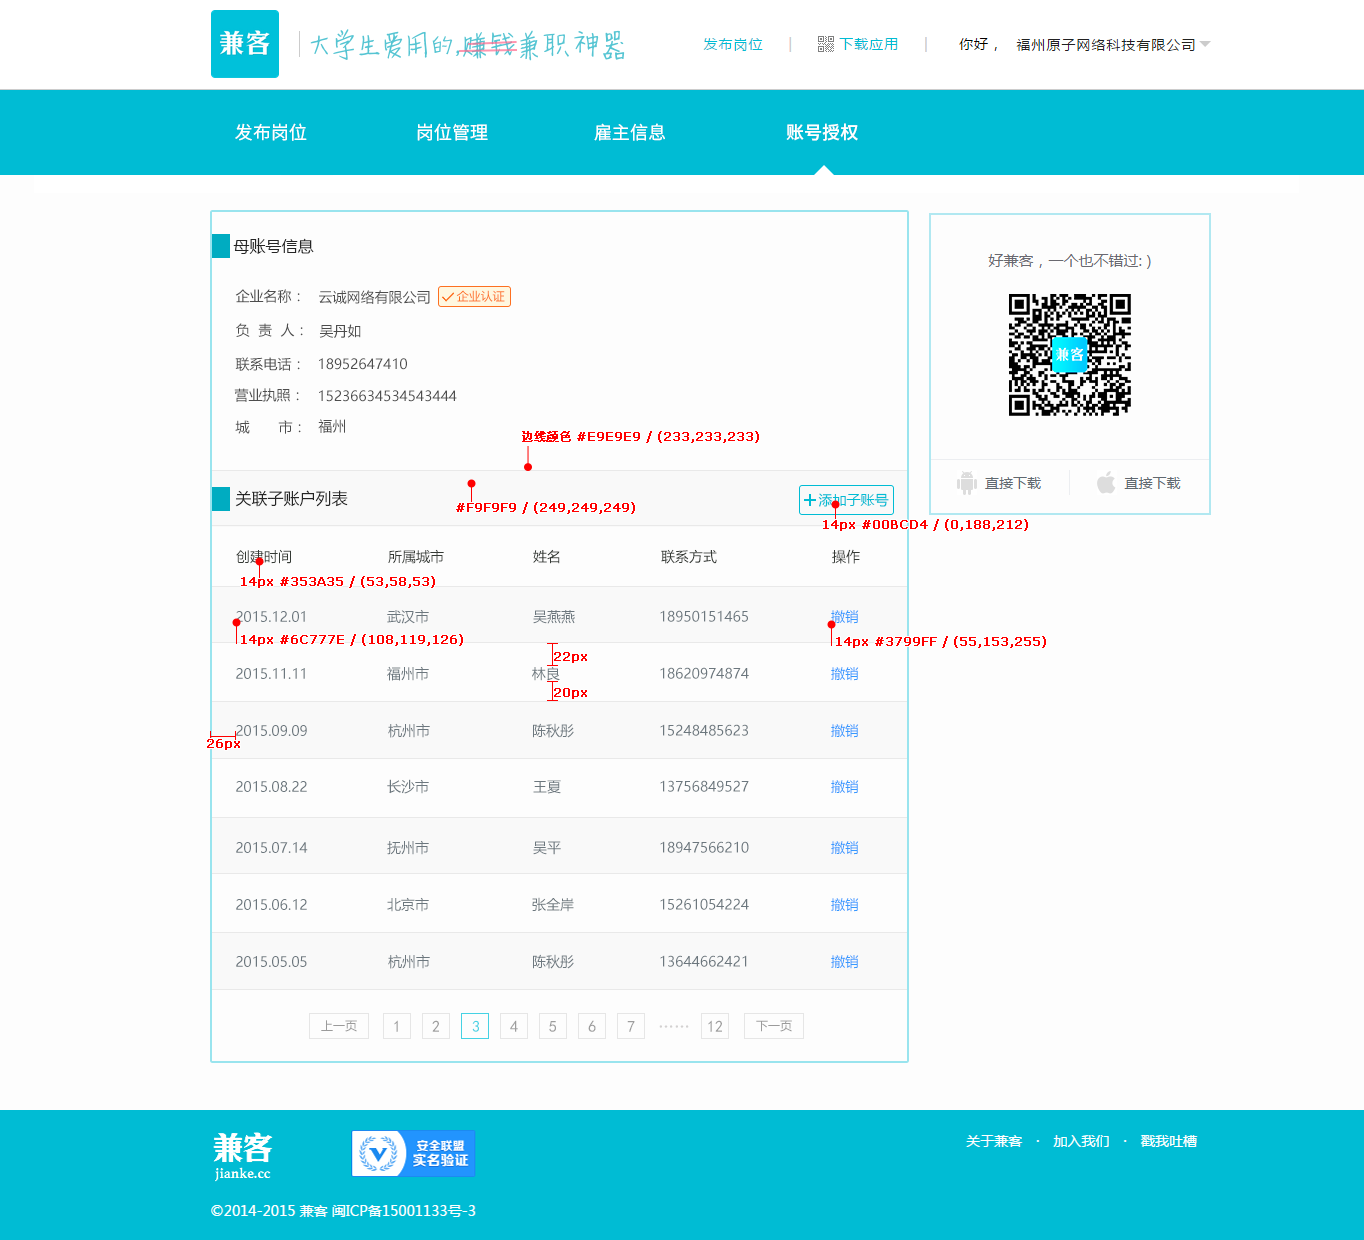 兼客 大学生爱用的,赚钱兼职神器 发布岗位 | 下载应用 | 你好， 福州原子网络科技有限公司
发布岗位 岗位管理 雇主信息 账号授权
母账号信息
企业名称： 云诚网络有限公司 企业认证
负 责 人： 吴丹如
联系电话： 18952647410
营业执照： 15236634534543444
城 市： 福州
边线颜色 #E9E9E9 / (233,233,233)
关联子账户列表 添加子账号
#F9F9F9 / (249,249,249)
14px #00BCD4 / (0,188,212)
创建时间 所属城市 姓名 联系方式 操作
14px #353A35 / (53,58,53)
2015.12.01 武汉市 吴燕燕 18950151465 撤销
14px #6C777E / (108,119,126) 14px #3799FF / (55,153,255)
22px
2015.11.11 福州市 林良 18620974874 撤销
20px
2015.09.09 杭州市 陈秋彤 15248485623 撤销
26px
2015.08.22 长沙市 王夏 13756849527 撤销
2015.07.14 抚州市 吴平 18947566210 撤销
2015.06.12 北京市 张全岸 15261054224 撤销
2015.05.05 杭州市 陈秋彤 13644662421 撤销
上一页 1 2 3 4 5 6 7 …… 12 下一页
好兼客，一个也不错过: )
兼客
直接下载 直接下载
兼客
jianke.cc
安全联盟
实名验证
关于兼客 · 加入我们 · 戳我吐槽
©2014-2015 兼客 闽ICP备15001133号-3